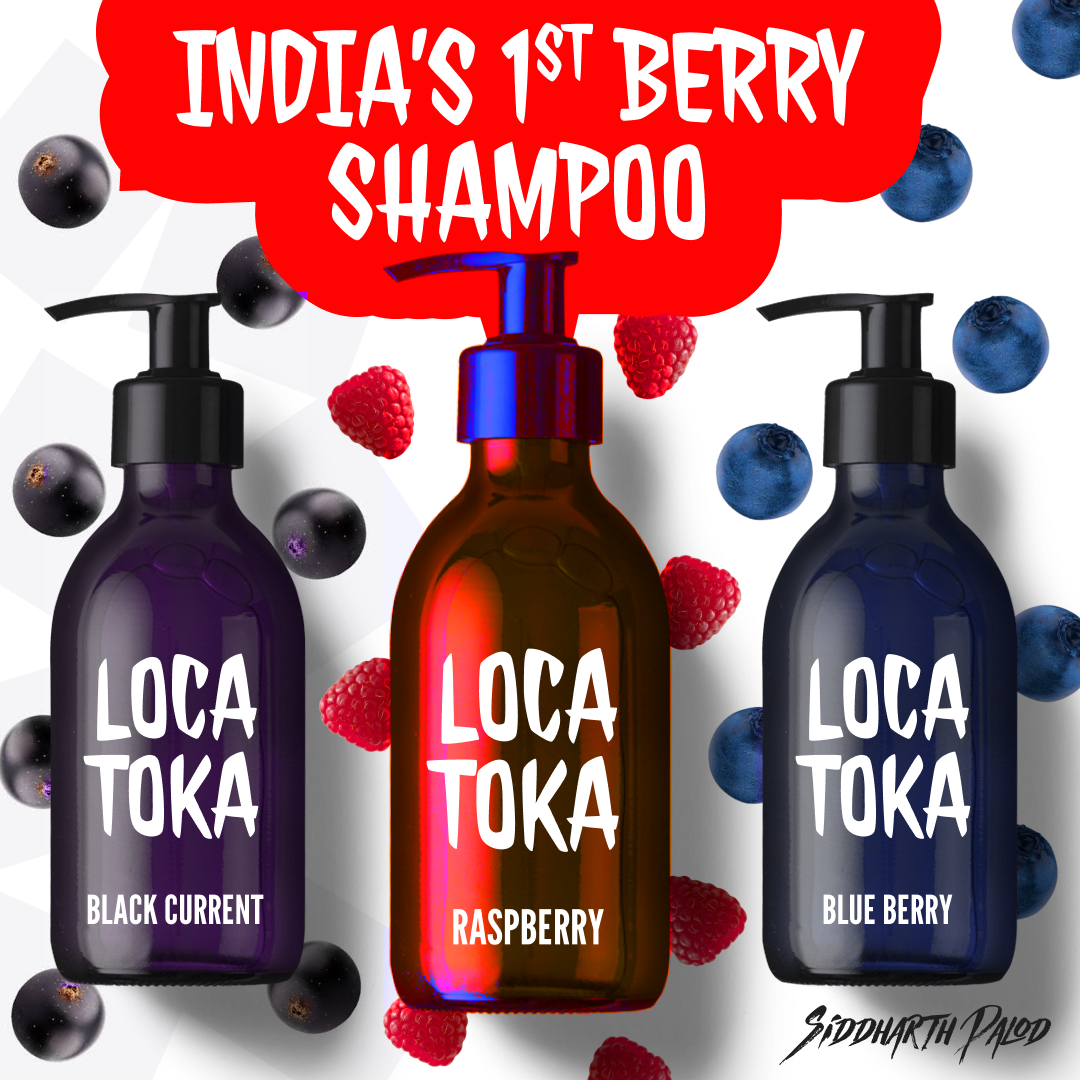 INDIA'S 1ST BERRY
SHAMPOO
LOCA
TOKA
BLACK CURRENT
LOCA
TOKA
RASPBERRY
LOCA
TOKA
BLUE BERRY
SIDDHARTH PALOD